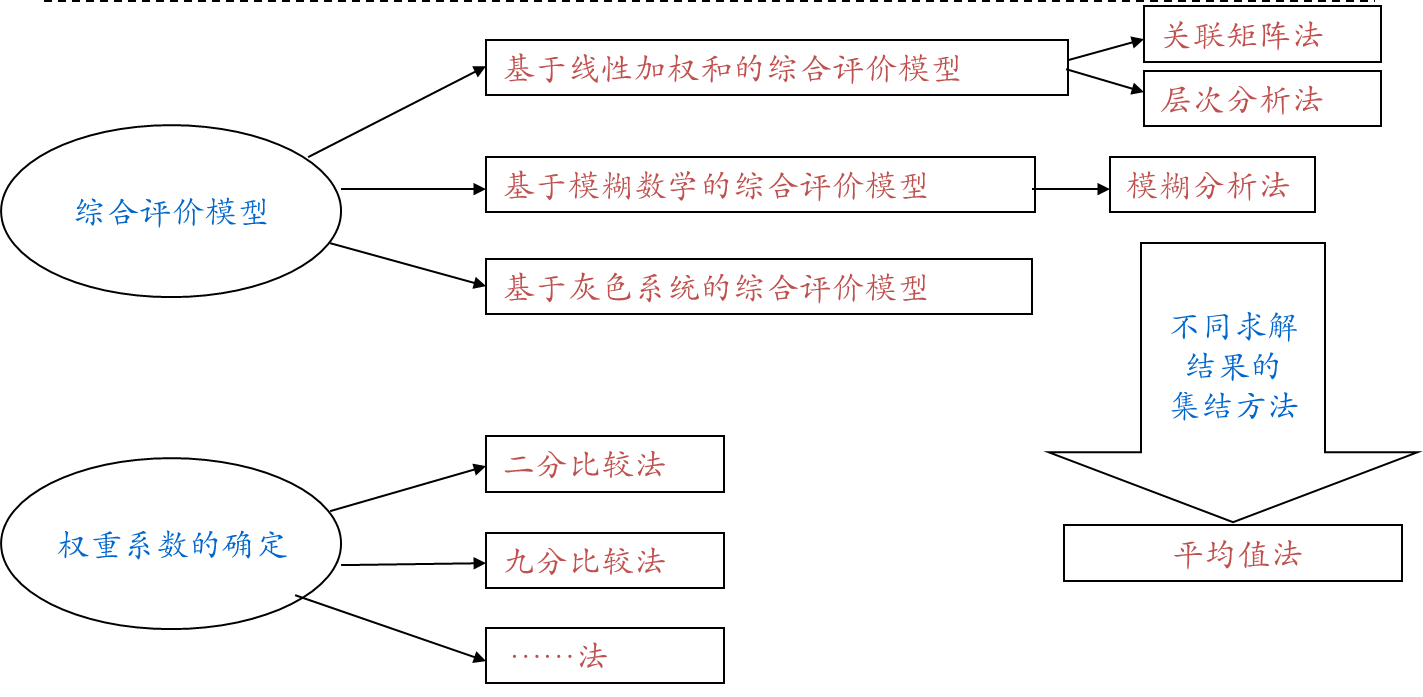 关联矩阵法
基于线性加权和的综合评价模型
层次分析法
综合评价模型
基于模糊数学的综合评价模型
模糊分析法
基于灰色系统的综合评价模型
不同求解
结果的
集结方法
二分比较法
权重系数的确定
九分比较法
平均值法
……法